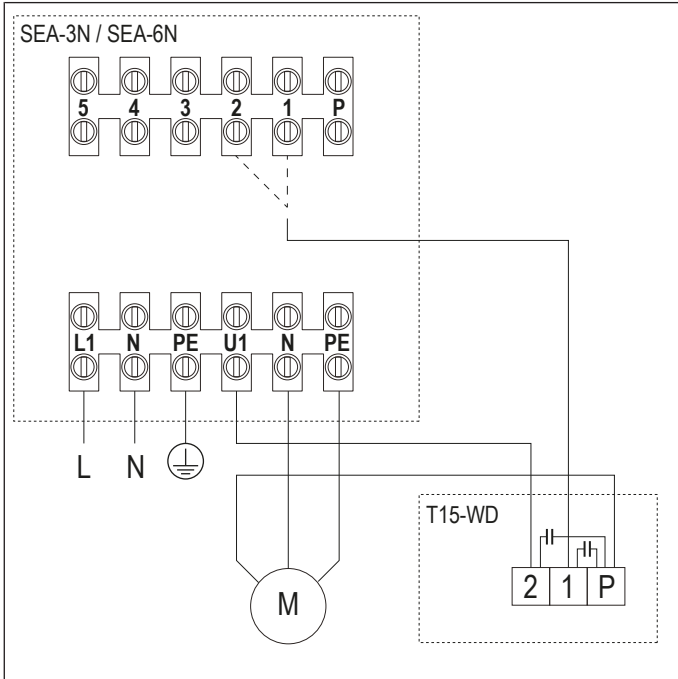 SEA-3N / SEA-6N
5 4 3 2 1 P
L1 N PE U1 N PE
L N
T15-WD
2 1 P
M